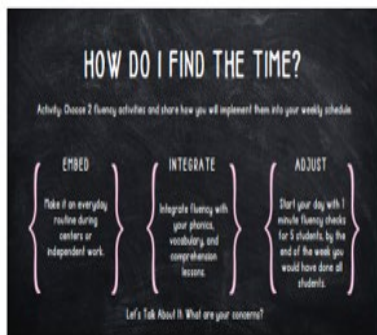 HOW DO I FIND THE TIME?
Activity: Choose 2 fluency activities and share how you will implement them into your weekly schedule.
EMBED
Make it an everyday
routine during
centers or
independent work.
INTEGRATE
Integrate fluency with
your phonics,
vocabulary, and
comprehension
lessons.
ADJUST
Start your day with 1
minute fluency checks
for 5 students, by the
end of the week you
would have done all
students.
Let's Talk About It: What are your concerns?